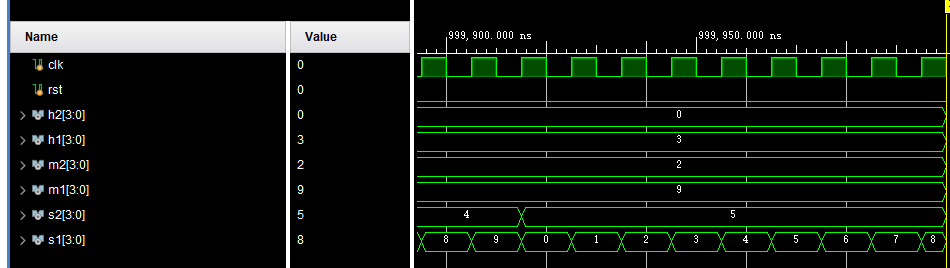 Name Value
999,900.000 ns 999,950.000 ns
clk 0
rst 0
h2[3:0] 0 0
h1[3:0] 3 3
m2[3:0] 2 2
m1[3:0] 9 9
s2[3:0] 5 4 5
s1[3:0] 8 8 9 0 1 2 3 4 5 6 7 8